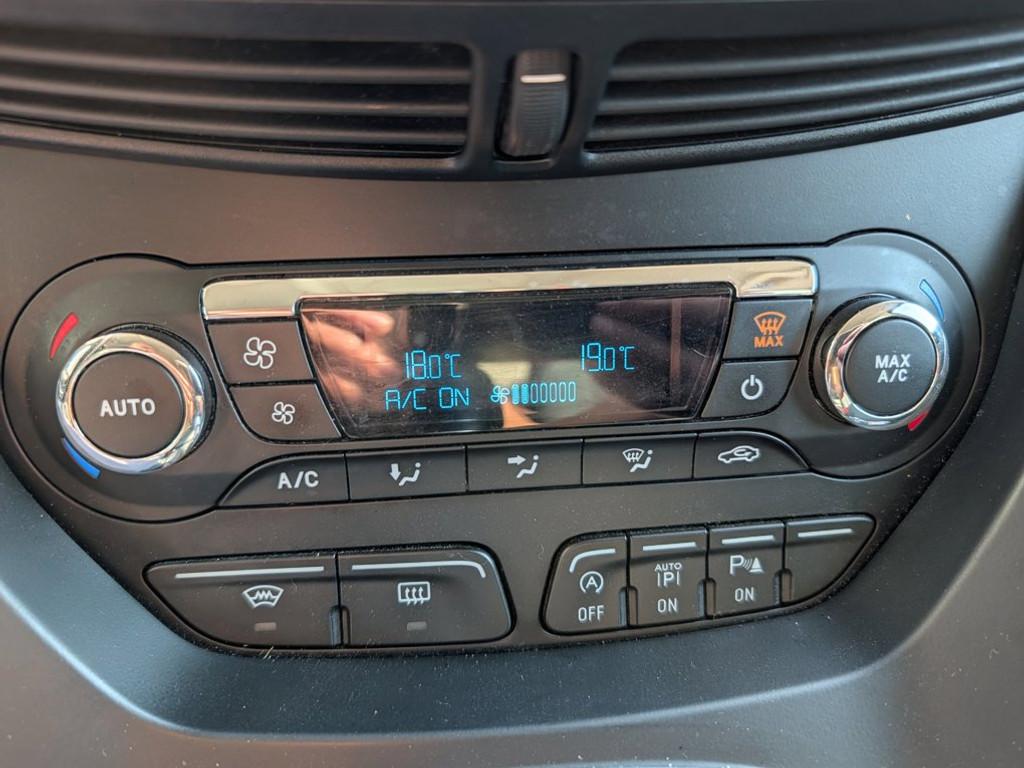 MAX
18.0°C 19.0°C
A/C ON
AUTO
MAX
A/C
A/C
A
OFF
AUTO
P
ON
P
ON